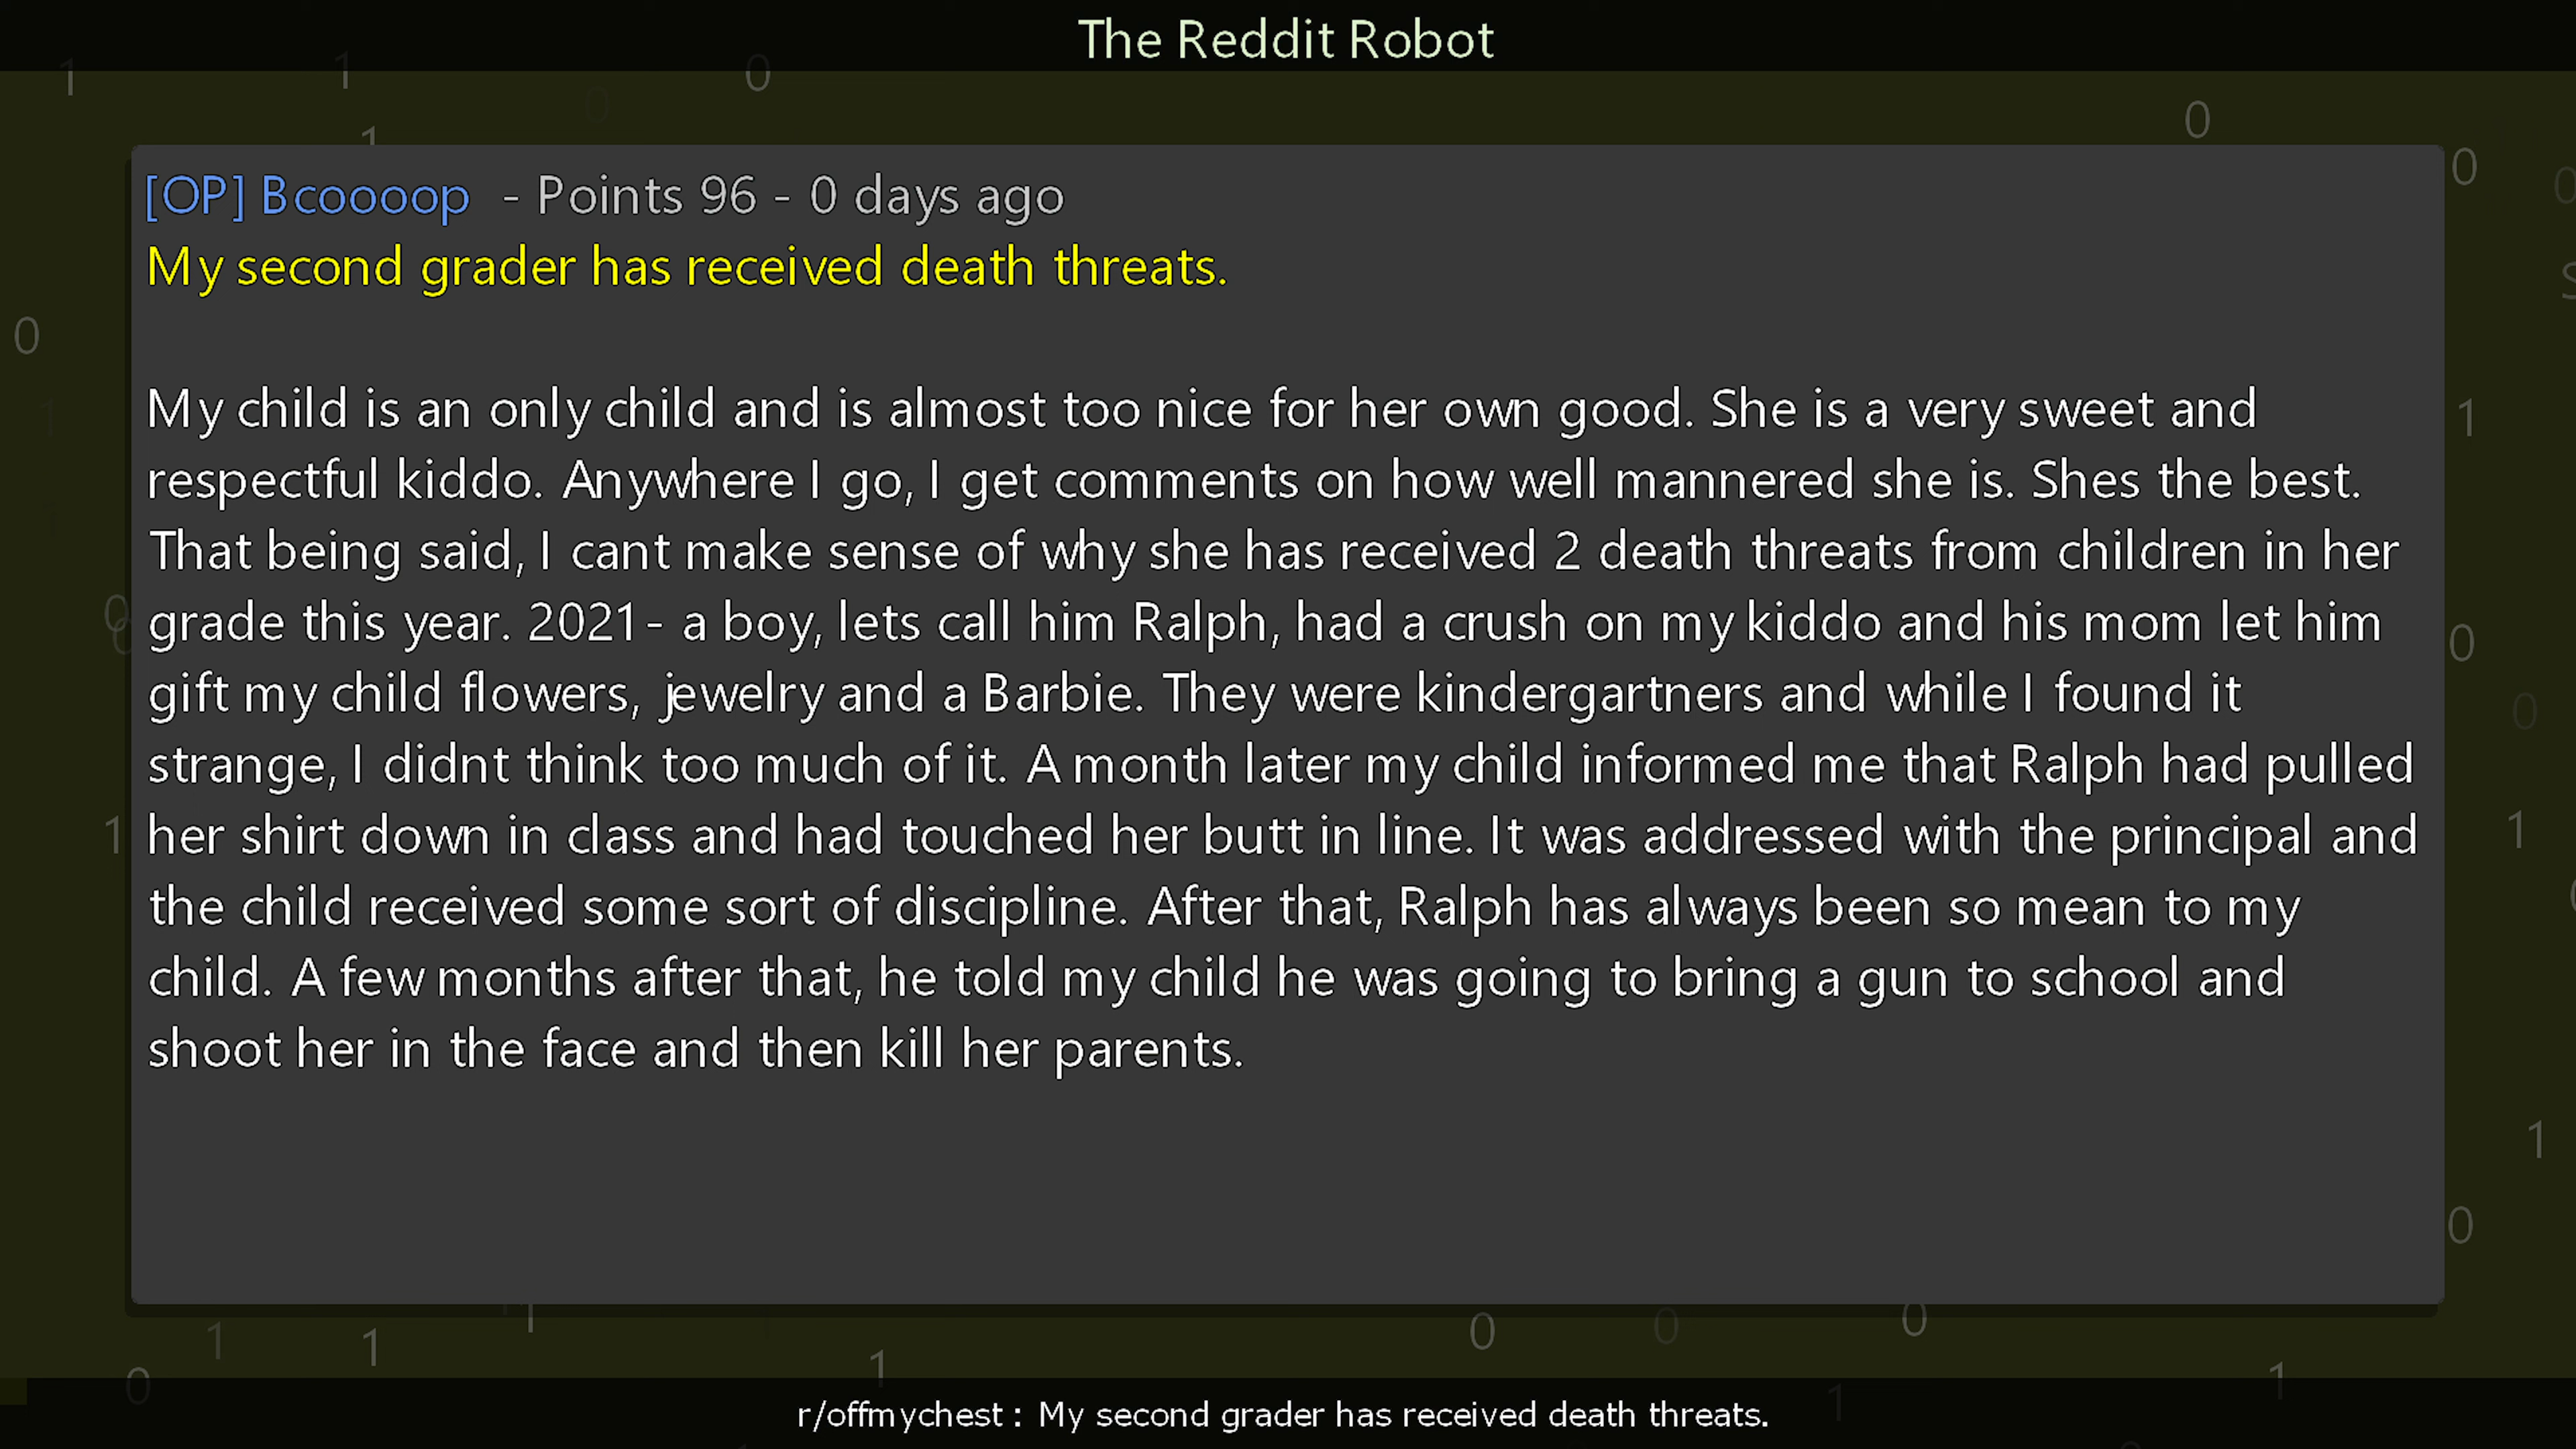 The Reddit Robot
[OP] Bcoooop - Points 96 - 0 days ago
My second grader has received death threats.
My child is an only child and is almost too nice for her own good. She is a very sweet and
respectful kiddo. Anywhere I go, I get comments on how well mannered she is. Shes the best.
That being said, I cant make sense of why she has received 2 death threats from children in her
grade this year. 2021- a boy, lets call him Ralph, had a crush on my kiddo and his mom let him
gift my child flowers, jewelry and a Barbie. They were kindergartners and while I found it
strange, I didnt think too much of it. A month later my child informed me that Ralph had pulled
her shirt down in class and had touched her butt in line. It was addressed with the principal and
the child received some sort of discipline. After that, Ralph has always been so mean to my
child. A few months after that, he told my child he was going to bring a gun to school and
shoot her in the face and then kill her parents.
r/offmychest : My second grader has received death threats.